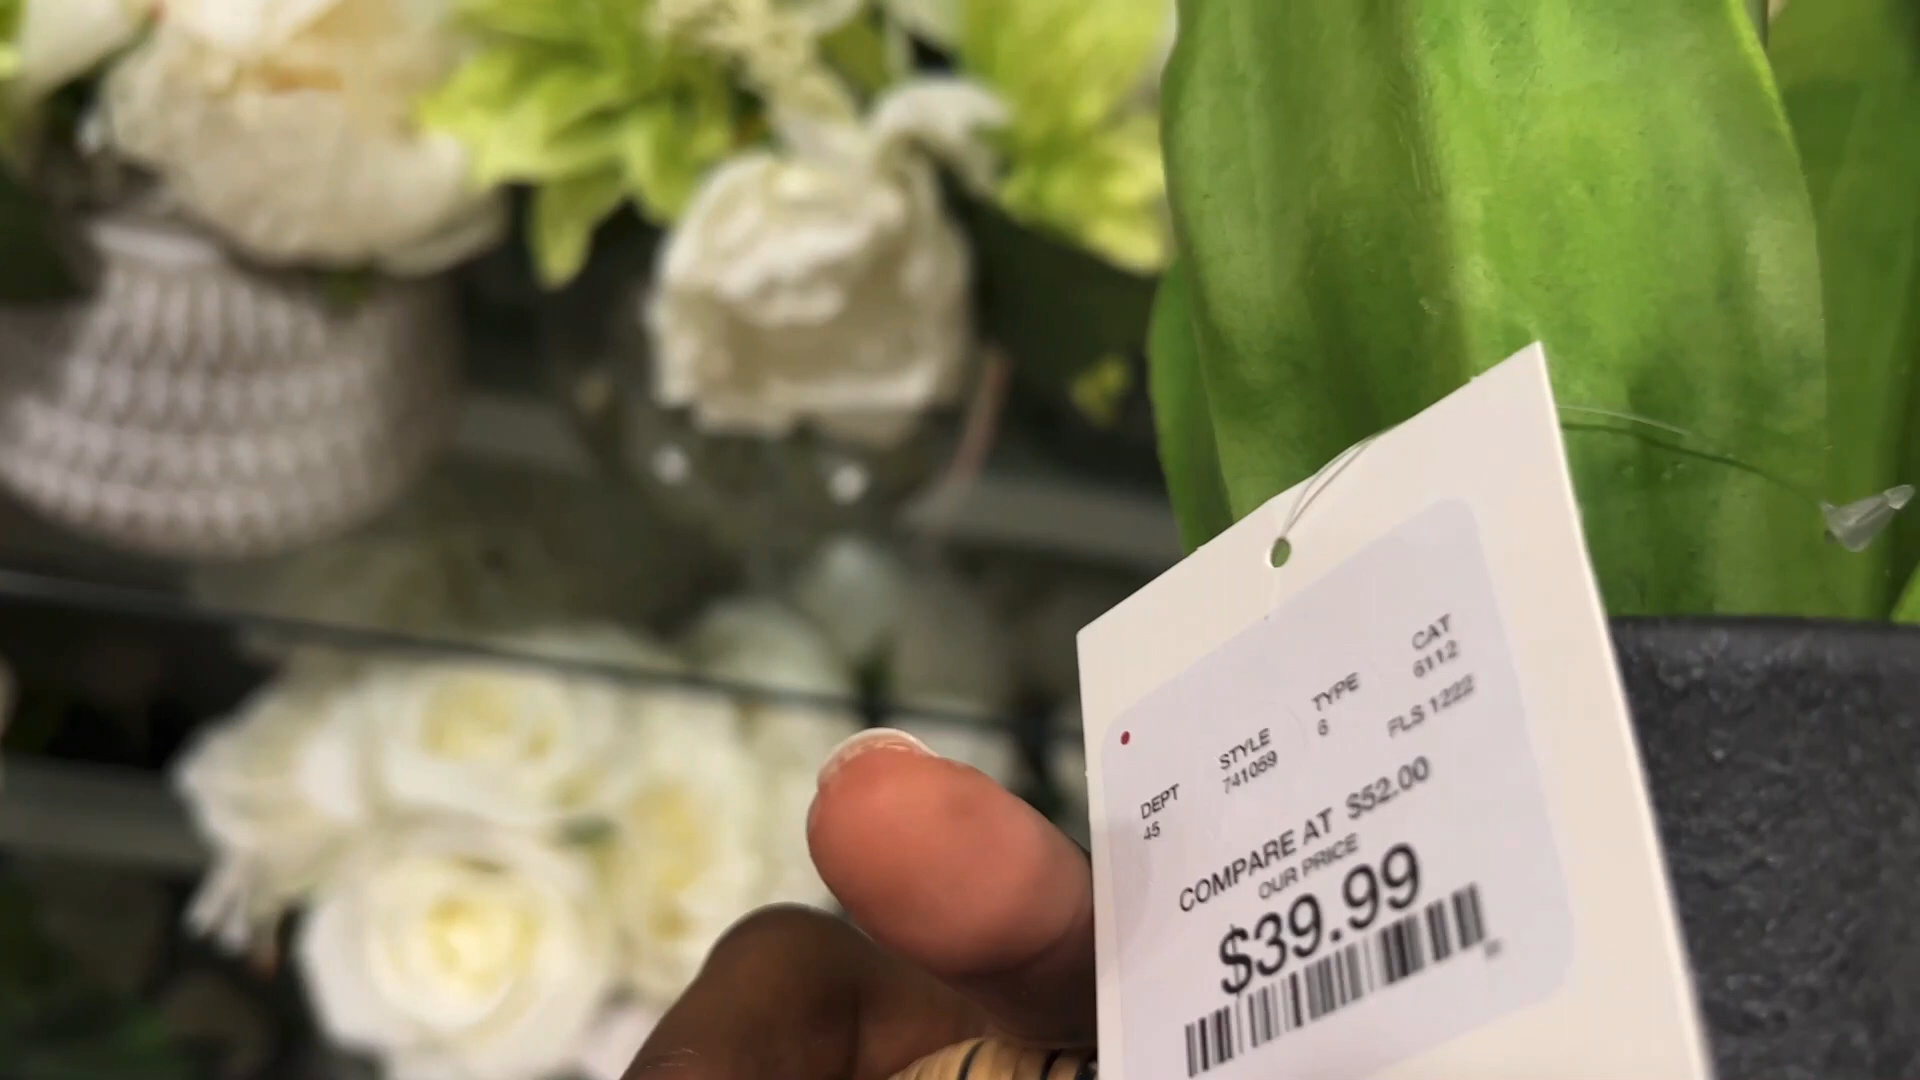 DEPT STYLE TYPE CAT
45 741059 6 6112
FLS 1222
COMPARE AT $52.00
OUR PRICE
$39.99